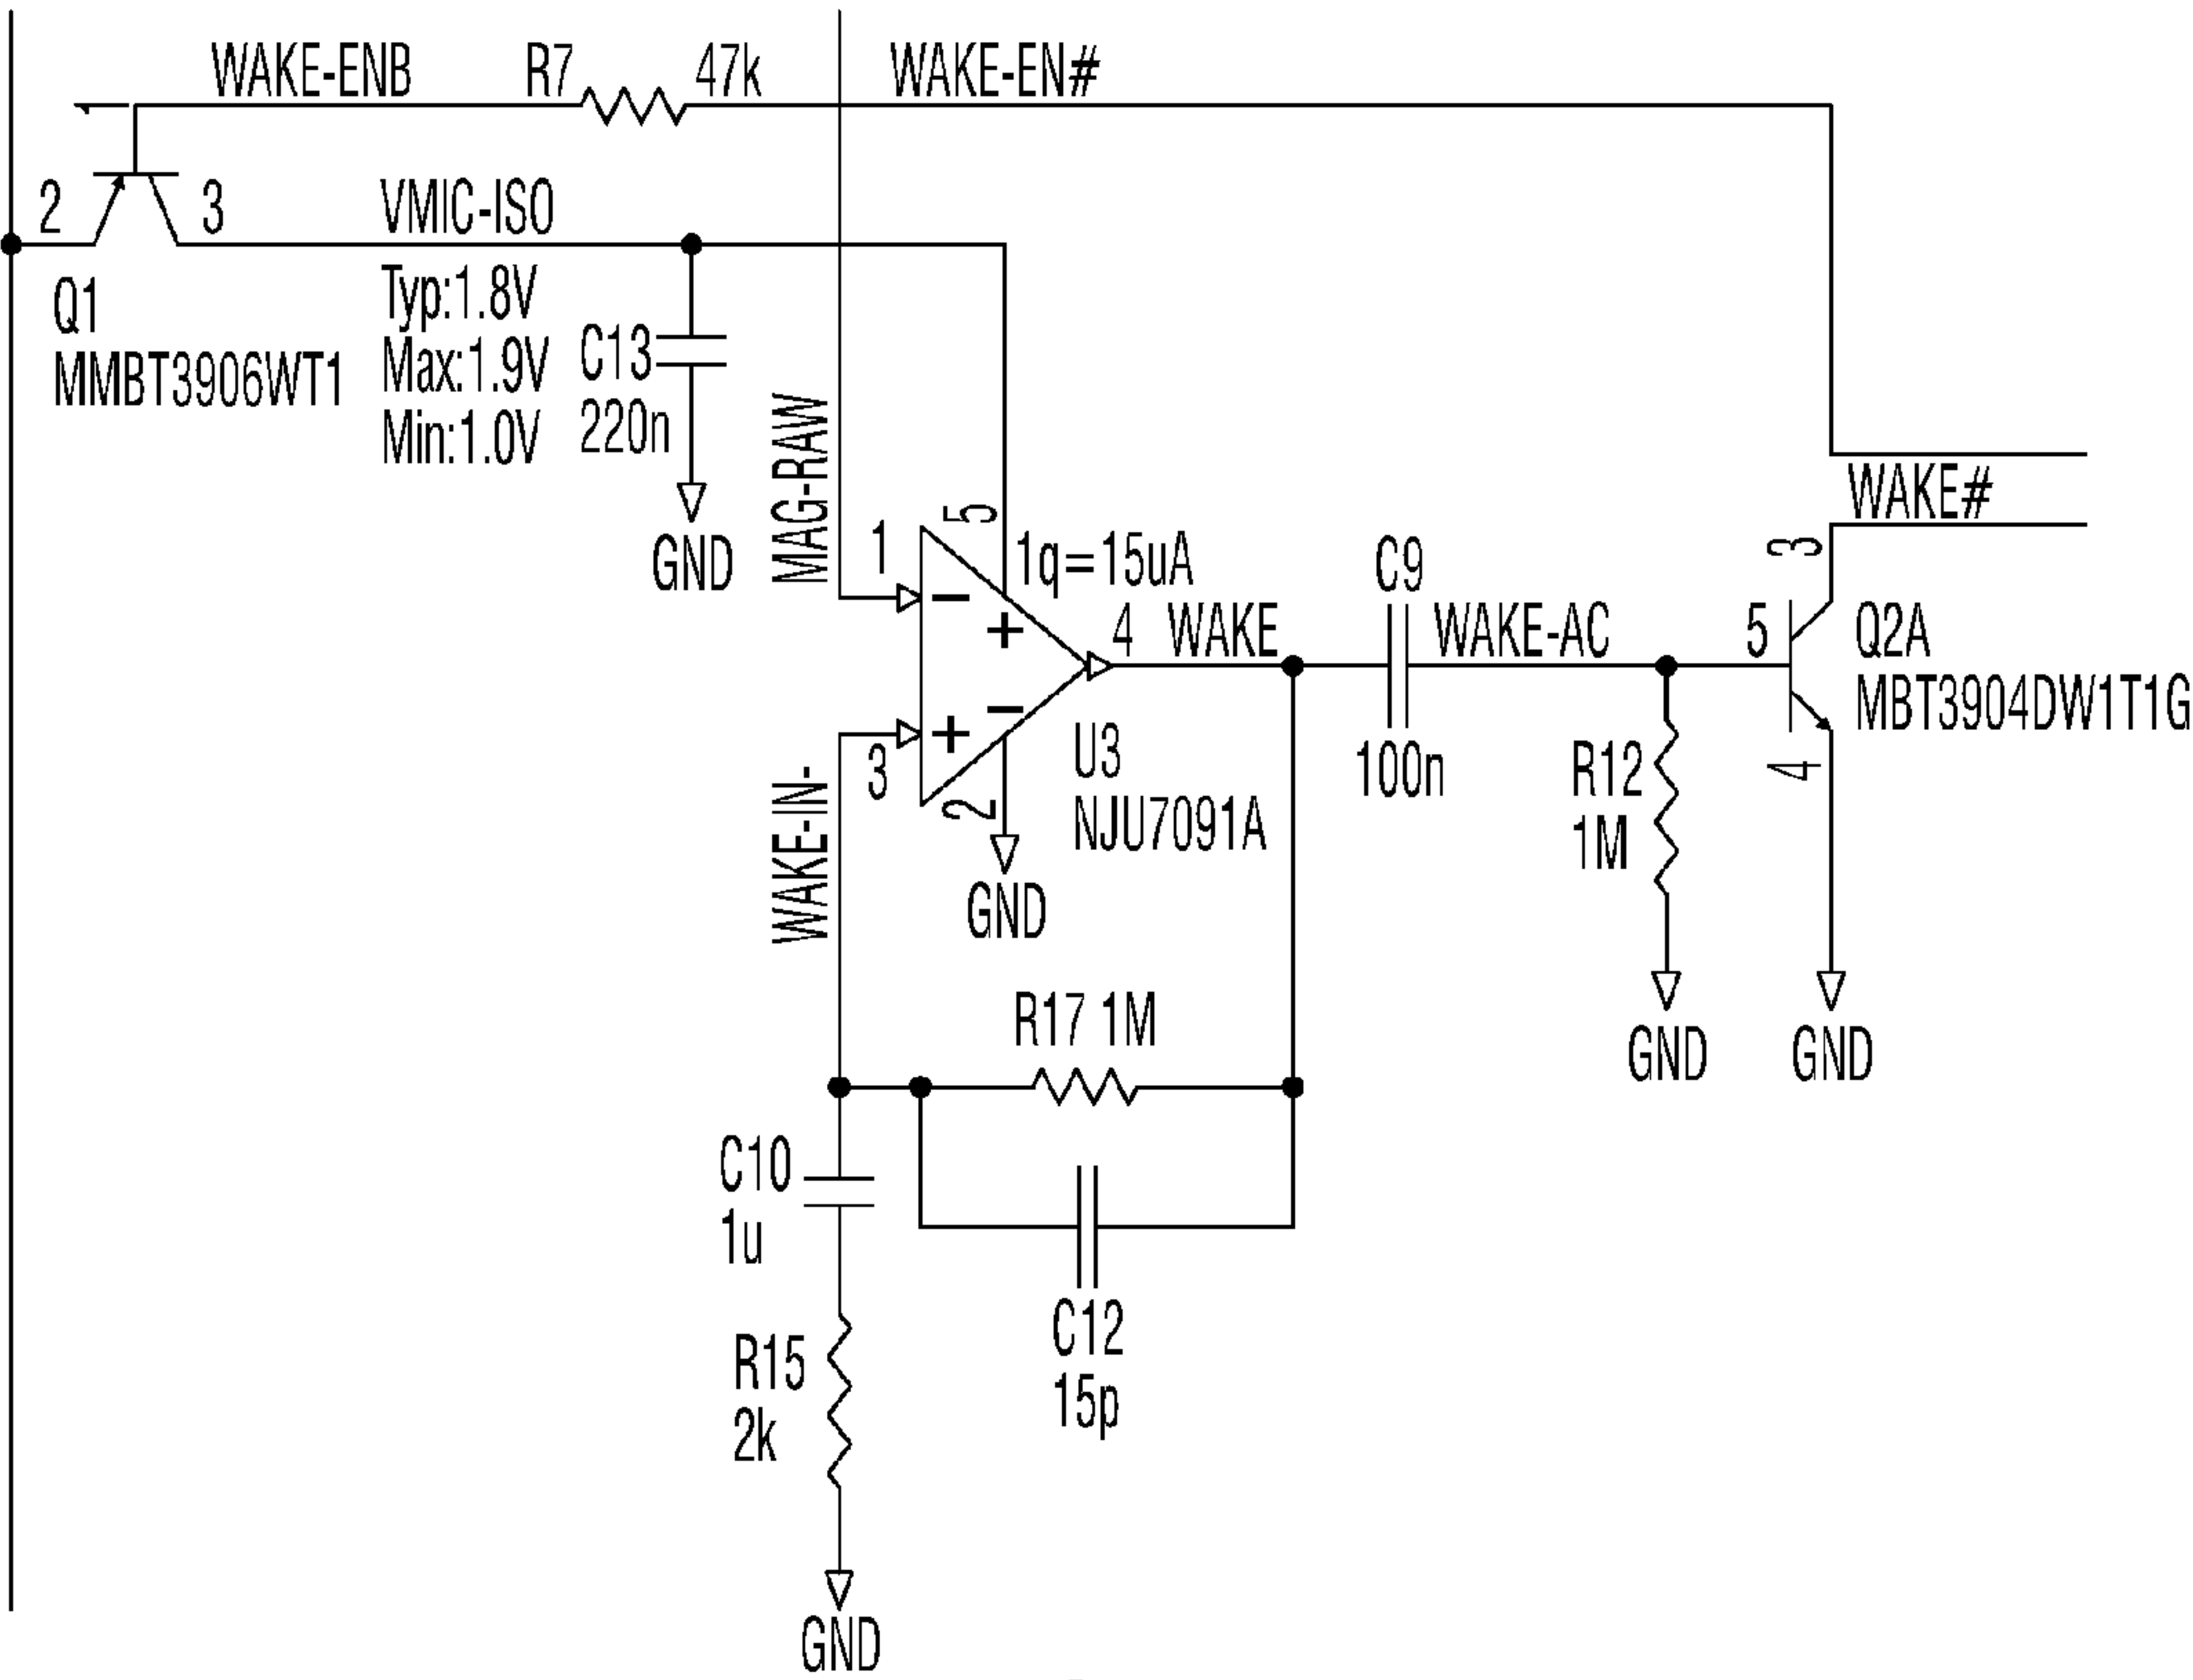 WAKE-ENB
R7
47k
WAKE-EN#
2
3
VMIC-ISO
Q1
MMBT3906WT1
Typ:1.8V
Max:1.9V
Min:1.0V
C13
220n
GND
MAG-RAW
1
5
1q=15uA
4
WAKE
C9
100n
WAKE-AC
WAKE#
3
5
Q2A
MBT3904DW1T1G
4
+
−
−
+
3
2
U3
NJU7091A
GND
WAKE-IN-
R12
1M
GND
GND
R17 1M
C10
1u
C12
15p
R15
2k
GND